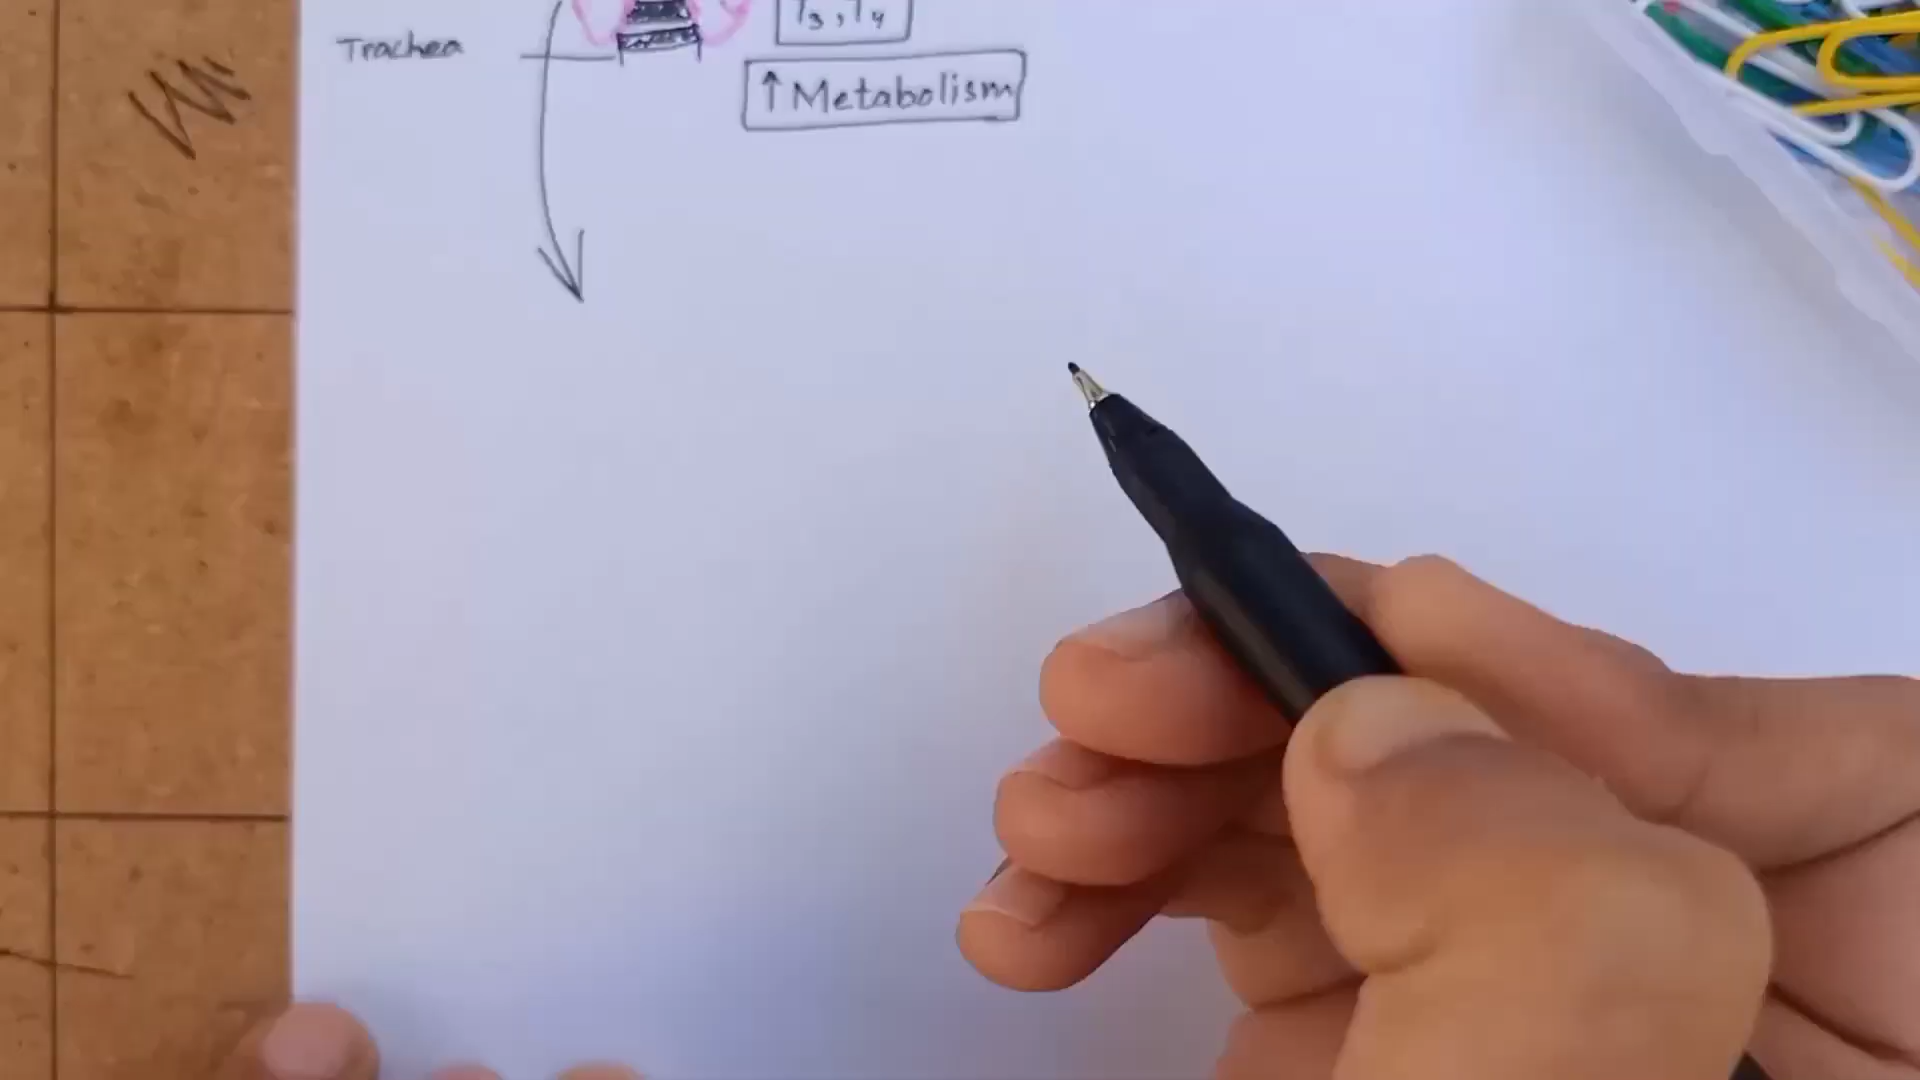 T₃, T₄
Trachea
↑ Metabolism